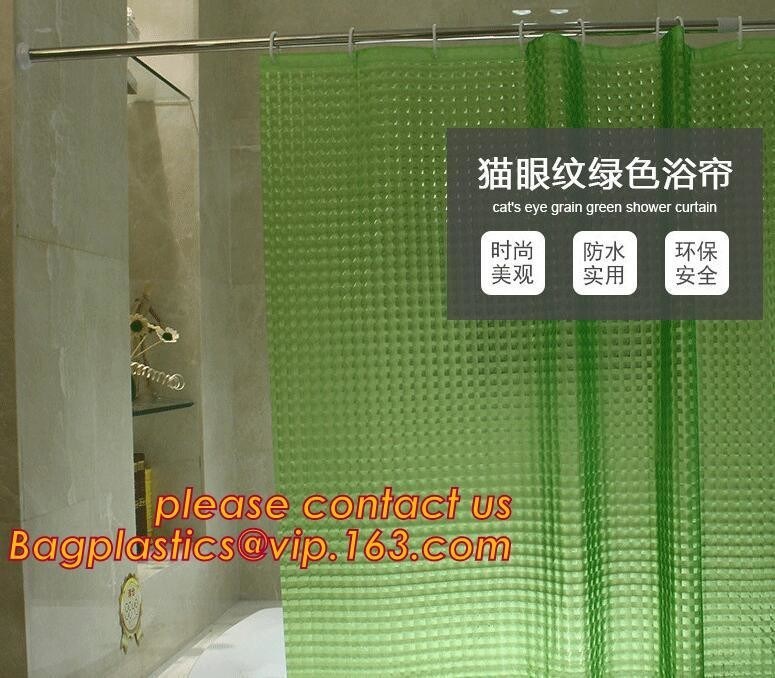 猫眼纹绿色浴帘
cat's eye grain green shower curtain
时尚 防水 环保
美观 实用 安全
please contact us
Bagplastics@vip.163.com